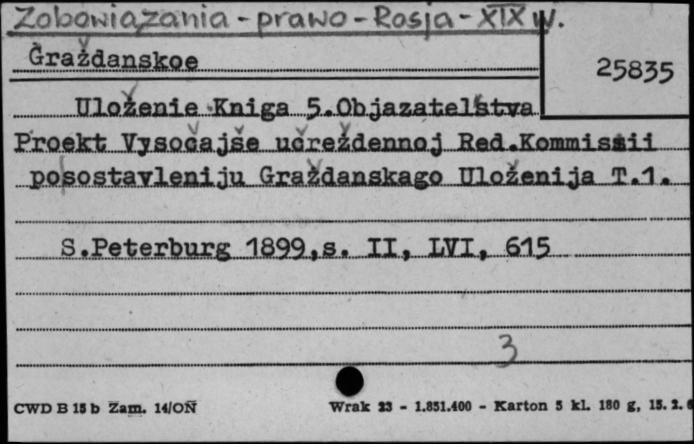 Zobowiązania - prawo - Rosja - XIX w.
Graždanskoe
25835
Uloženie Kniga 5.Objazatelstva
Proekt Vysočajše učreždennoj Red.Kommissii
po sostavleniju Graždanskago Uloženija T.1.
S.Peterburg 1899,s. II, LVI, 615
3
CWD B 15 b Zam. 14/ON Wrak 23 - 1.851.400 - Karton 5 kl. 180 g, 15.2.6